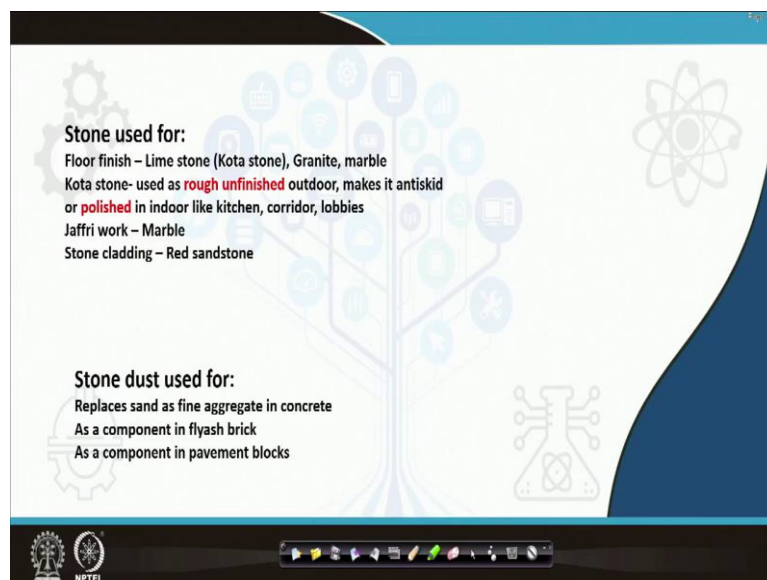 Stone used for:
Floor finish – Lime stone (Kota stone), Granite, marble
Kota stone- used as rough unfinished outdoor, makes it antiskid
or polished in indoor like kitchen, corridor, lobbies
Jaffri work – Marble
Stone cladding – Red sandstone
Stone dust used for:
Replaces sand as fine aggregate in concrete
As a component in flyash brick
As a component in pavement blocks
NPTEL